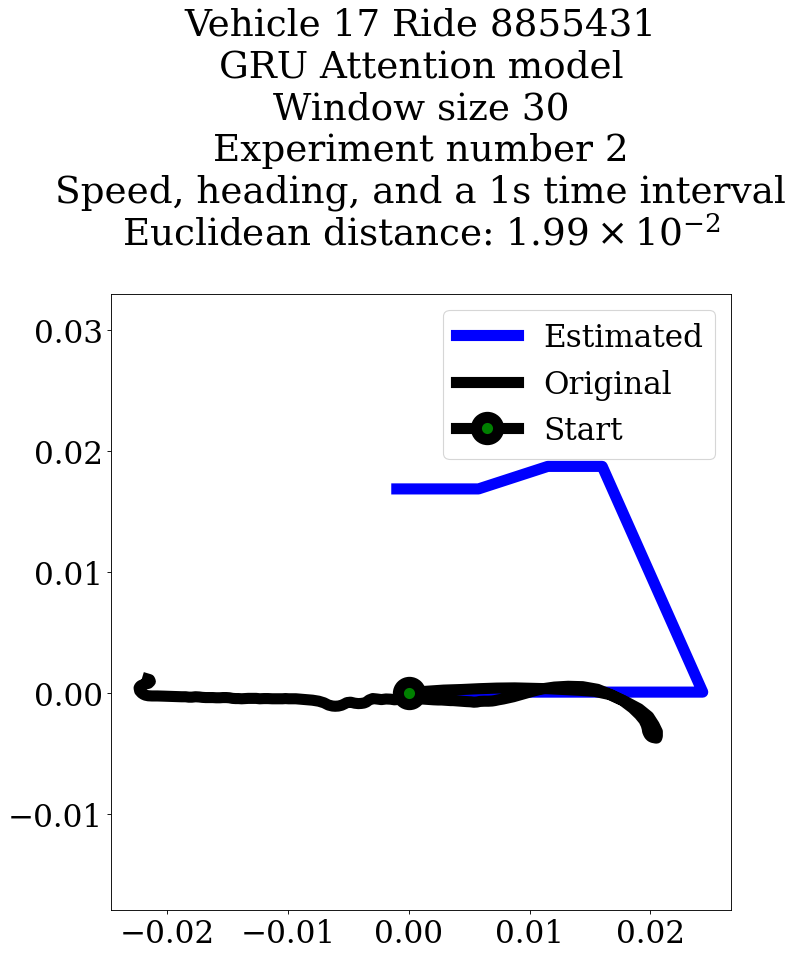 Vehicle 17 Ride 8855431
GRU Attention model
Window size 30
Experiment number 2
Speed, heading, and a 1s time interval
Euclidean distance: 1.99 × 10⁻²
Estimated
Original
Start
0.03
0.02
0.01
0.00
−0.01
−0.02 −0.01 0.00 0.01 0.02